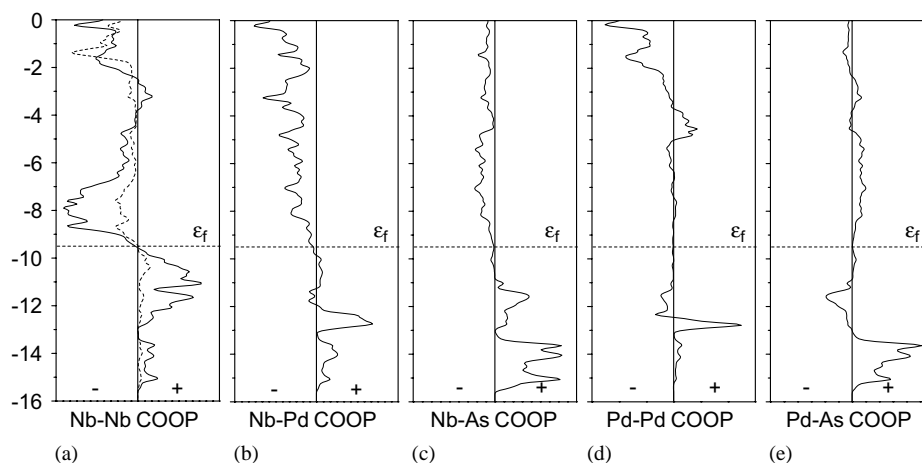 0
-2
-4
-6
-8
-10
-12
-14
-16
εf
- +
Nb-Nb COOP
(a)
- +
Nb-Pd COOP
(b)
εf
- +
Nb-As COOP
(c)
εf
- +
Pd-Pd COOP
(d)
εf
- +
Pd-As COOP
(e)
εf